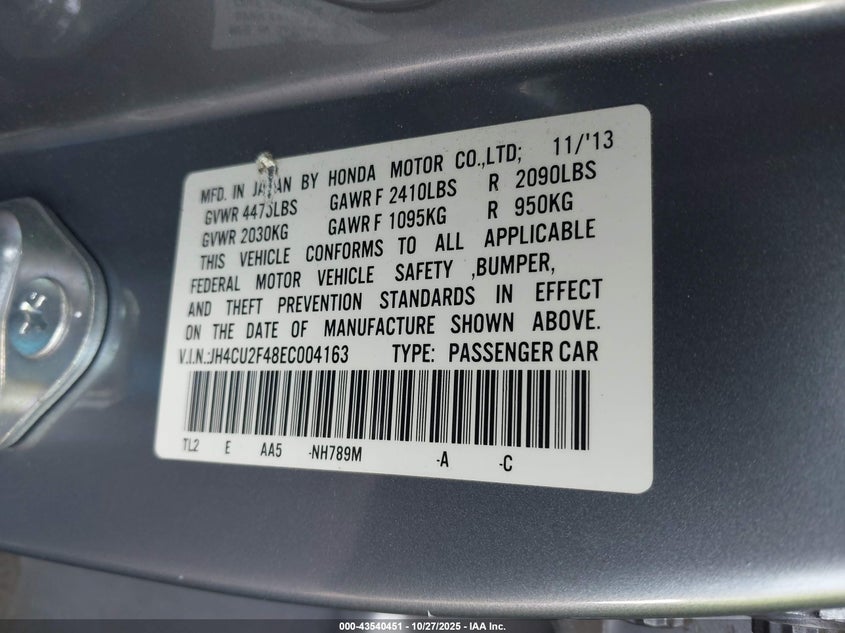 MFD. IN JAPAN BY HONDA MOTOR CO.,LTD; 11/'13
GVWR 4475LBS GAWR F 2410LBS R 2090LBS
GVWR 2030KG GAWR F 1095KG R 950KG
THIS VEHICLE CONFORMS TO ALL APPLICABLE
FEDERAL MOTOR VEHICLE SAFETY ,BUMPER,
AND THEFT PREVENTION STANDARDS IN EFFECT
ON THE DATE OF MANUFACTURE SHOWN ABOVE.
V.I.N.:JH4CU2F48EC004163 TYPE: PASSENGER CAR
TL2 E AA5 -NH789M -A -C
000-43540451 - 10/27/2025 - IAA Inc.